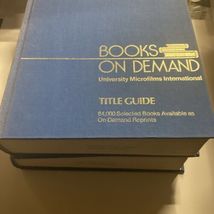 BOOKS
ON DEMAND
University Microfilms International
TITLE GUIDE
84,000 Selected Books Available as
On-Demand Reprints